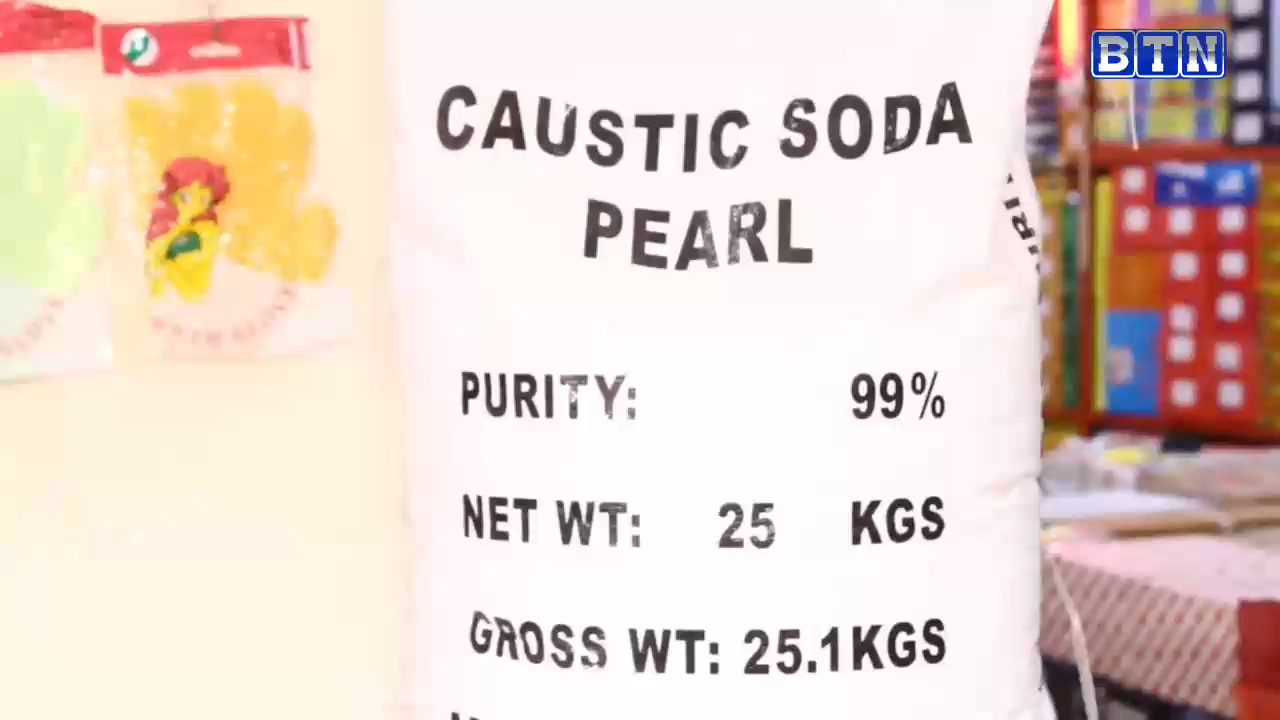 BTN
CAUSTIC SODA
PEARL
PURITY: 99%
NET WT: 25 KGS
GROSS WT: 25.1KGS